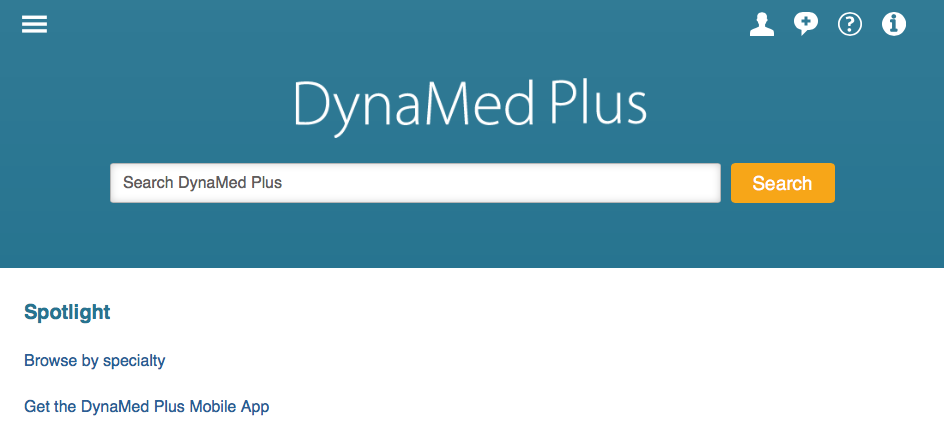 DynaMed Plus
Search DynaMed Plus
Search
Spotlight
Browse by specialty
Get the DynaMed Plus Mobile App